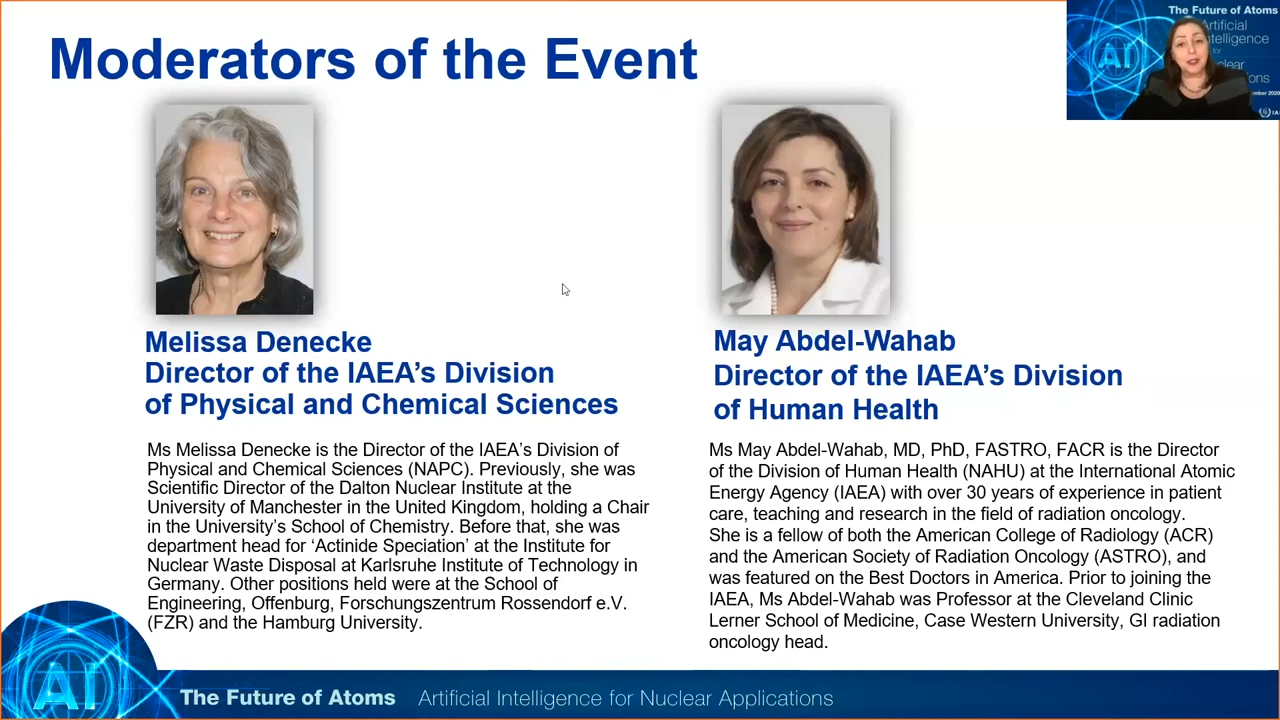 Moderators of the Event
The Future of Atoms
Artificial
Intelligence
for
Nuclear
AI
Melissa Denecke
Director of the IAEA’s Division
of Physical and Chemical Sciences
Ms Melissa Denecke is the Director of the IAEA’s Division of
Physical and Chemical Sciences (NAPC). Previously, she was
Scientific Director of the Dalton Nuclear Institute at the
University of Manchester in the United Kingdom, holding a Chair
in the University’s School of Chemistry. Before that, she was
department head for ‘Actinide Speciation’ at the Institute for
Nuclear Waste Disposal at Karlsruhe Institute of Technology in
Germany. Other positions held were at the School of
Engineering, Offenburg, Forschungszentrum Rossendorf e.V.
(FZR) and the Hamburg University.
May Abdel-Wahab
Director of the IAEA’s Division
of Human Health
Ms May Abdel-Wahab, MD, PhD, FASTRO, FACR is the Director
of the Division of Human Health (NAHU) at the International Atomic
Energy Agency (IAEA) with over 30 years of experience in patient
care, teaching and research in the field of radiation oncology.
She is a fellow of both the American College of Radiology (ACR)
and the American Society of Radiation Oncology (ASTRO), and
was featured on the Best Doctors in America. Prior to joining the
IAEA, Ms Abdel-Wahab was Professor at the Cleveland Clinic
Lerner School of Medicine, Case Western University, GI radiation
oncology head.
AI
The Future of Atoms Artificial Intelligence for Nuclear Applications